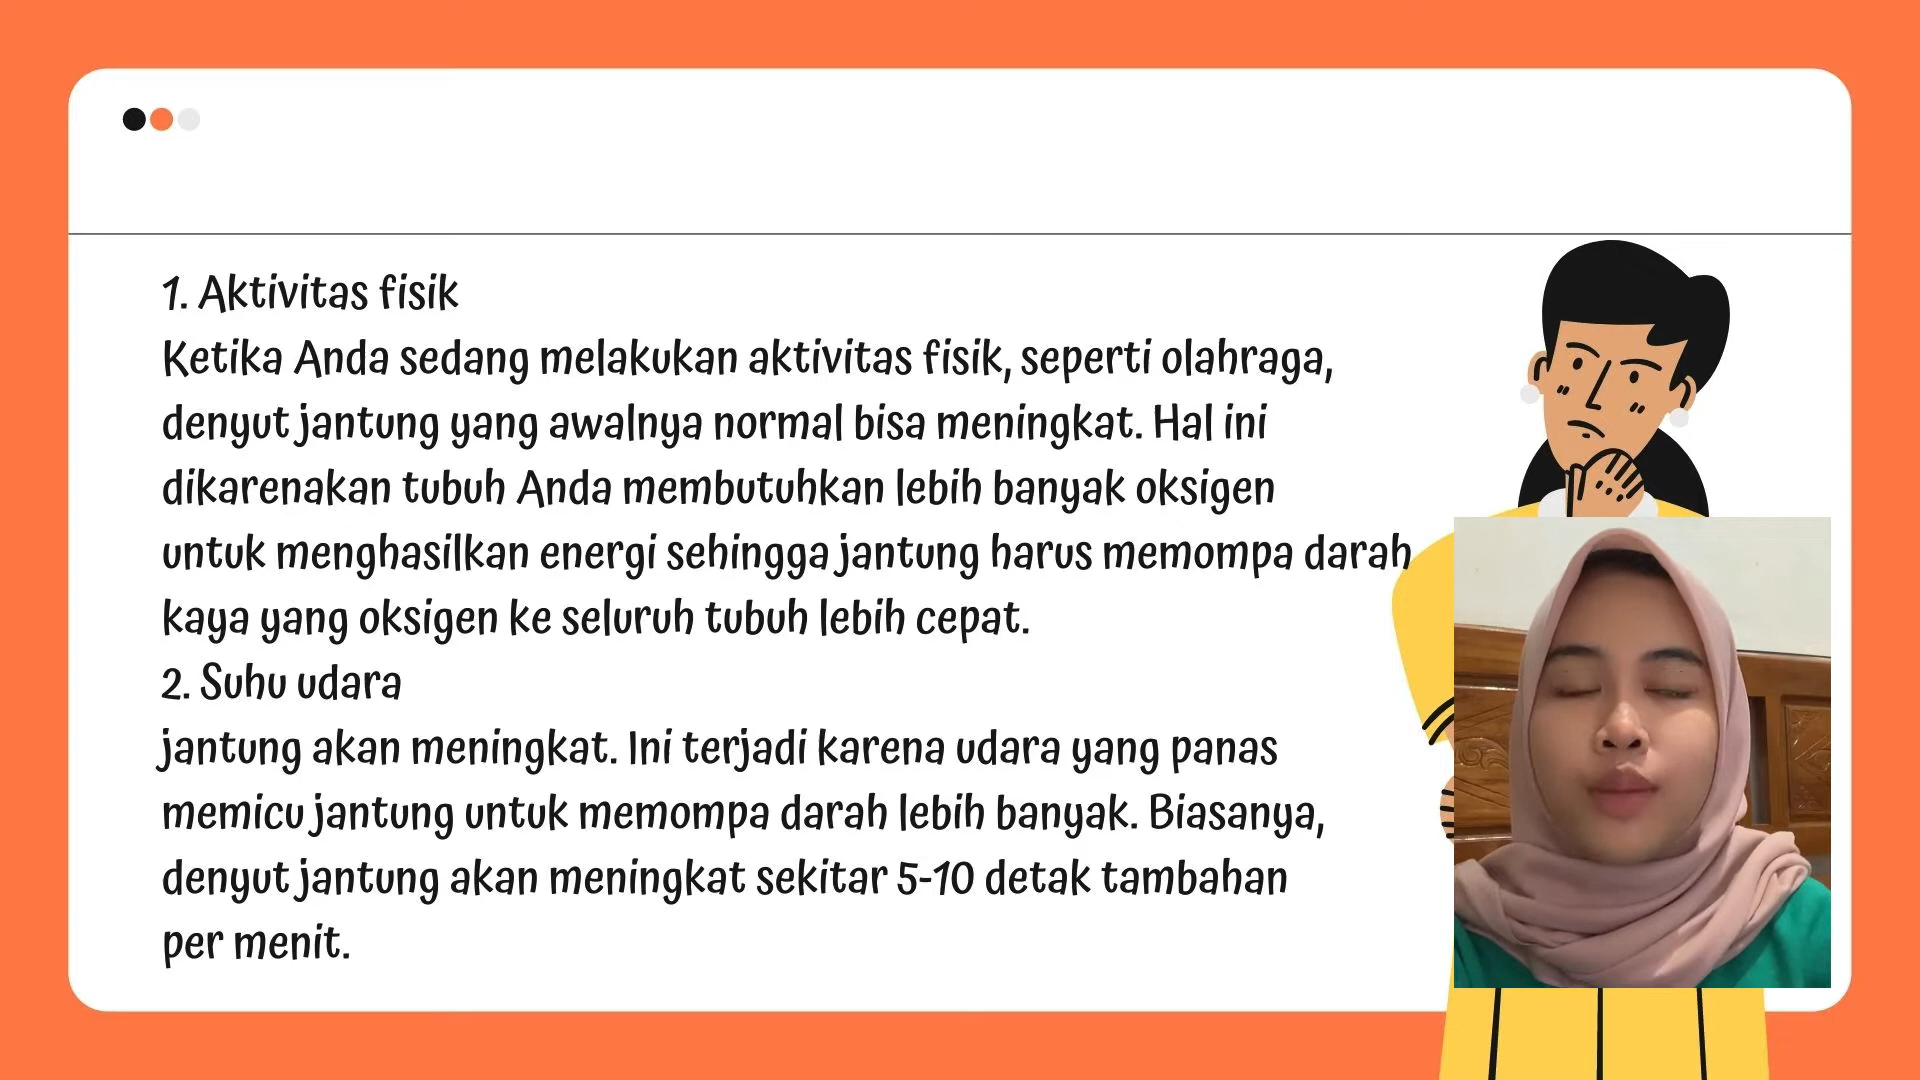 1. Aktivitas fisik
Ketika Anda sedang melakukan aktivitas fisik, seperti olahraga,
denyut jantung yang awalnya normal bisa meningkat. Hal ini
dikarenakan tubuh Anda membutuhkan lebih banyak oksigen
untuk menghasilkan energi sehingga jantung harus memompa darah
kaya yang oksigen ke seluruh tubuh lebih cepat.
2. Suhu udara
jantung akan meningkat. Ini terjadi karena udara yang panas
memicu jantung untuk memompa darah lebih banyak. Biasanya,
denyut jantung akan meningkat sekitar 5-10 detak tambahan
per menit.